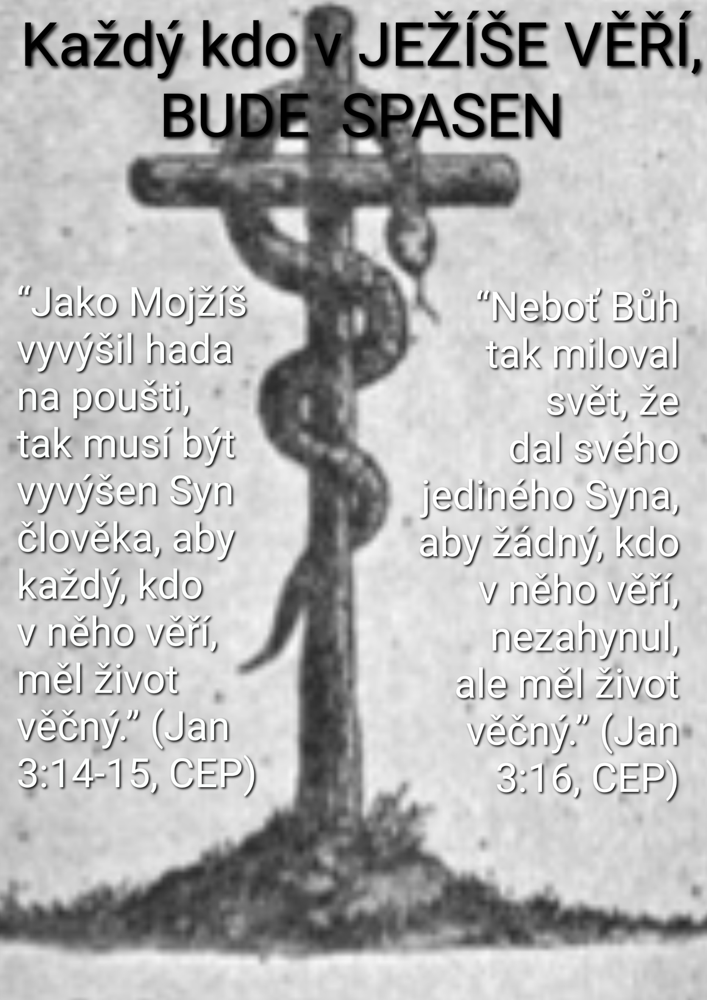 Každý kdo v JEŽÍŠE VĚŘÍ,
BUDE  SPASEN
“Jako Mojžíš
vyvýšil hada
na poušti,
tak musí být
vyvýšen Syn
člověka, aby
každý, kdo
v něho věří,
měl život
věčný.” (Jan
3:14-15, CEP)
“Neboť Bůh
tak miloval
svět, že
dal svého
jediného Syna,
aby žádný, kdo
v něho věří,
nezahynul,
ale měl život
věčný.” (Jan
3:16, CEP)